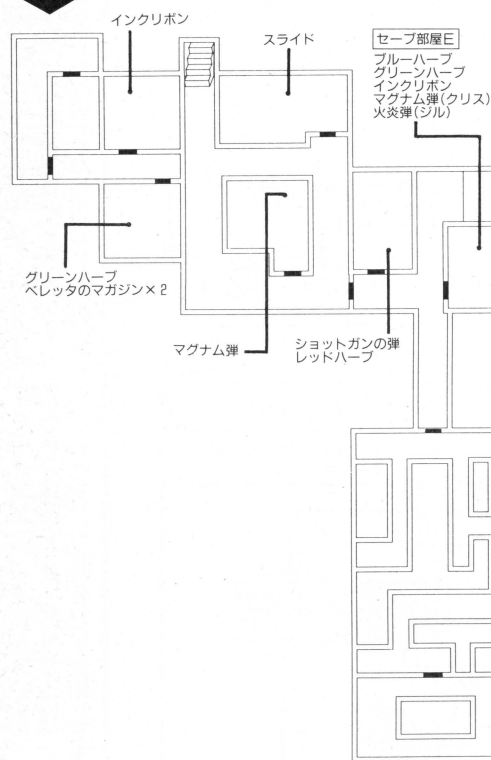 インクリボン
スライド
セーブ部屋E
ブルーハーブ
グリーンハーブ
インクリボン
マグナム弾(クリス)
火炎弾(ジル)
グリーンハーブ
ベレッタのマガジン×2
マグナム弾
ショットガンの弾
レッドハーブ